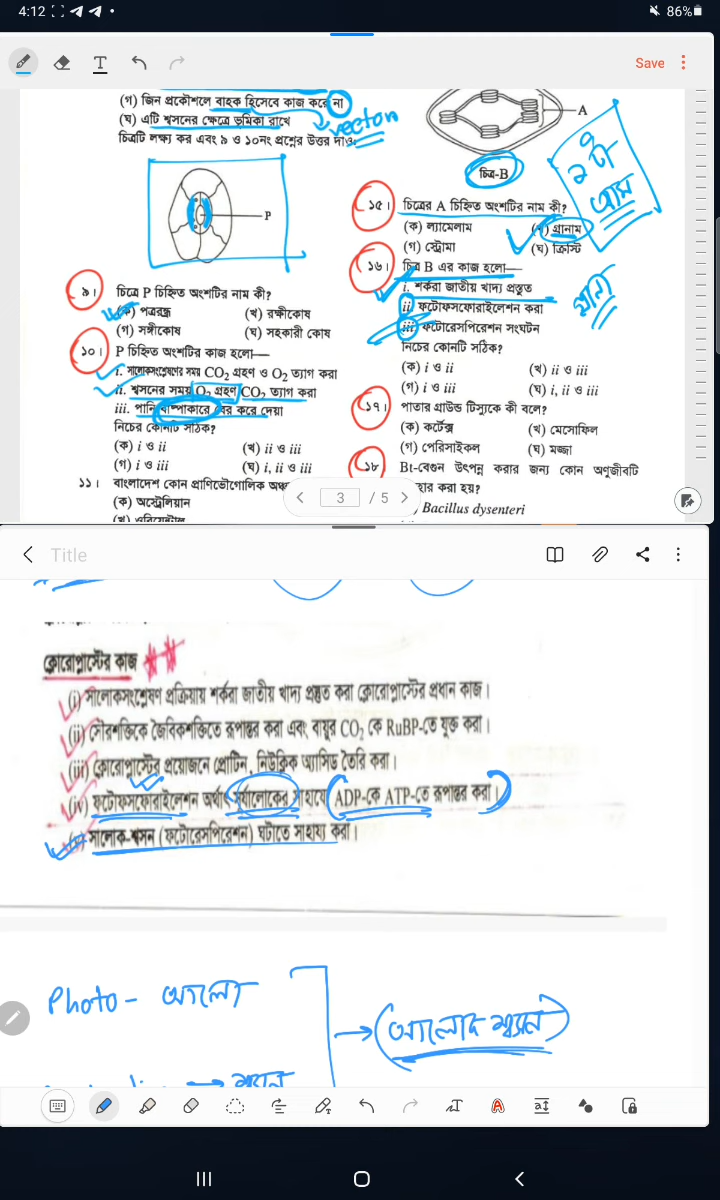 4:12
86%
T
Save
(গ) জিন প্রকৌশলে বাহক হিসেবে কাজ করে না
(ঘ) এটি শ্বসনের ক্ষেত্রে ভূমিকা রাখে
vector
চিত্রটি লক্ষ্য কর এবং ৯ ও ১০নং প্রশ্নের উত্তর দাও:
P
৯। চিত্রে P চিহ্নিত অংশটির নাম কী?
(ক) পত্ররন্ধ্র (খ) রক্ষীকোষ
(গ) সঙ্গীকোষ (ঘ) সহকারী কোষ
১০। P চিহ্নিত অংশটির কাজ হলো—
i. সালোকসংশ্লেষণের সময় CO₂ গ্রহণ ও O₂ ত্যাগ করা
ii. শ্বসনের সময় O₂ গ্রহণ CO₂ ত্যাগ করা
iii. পানি বাষ্পাকারে বের করে দেয়া
নিচের কোনটি সঠিক?
(ক) i ও ii (খ) ii ও iii
(গ) i ও iii (ঘ) i, ii ও iii
১১। বাংলাদেশ কোন প্রাণিভৌগোলিক
(ক) অস্ট্রেলিয়ান
(খ) ওরিয়েন্টাল
A
চিত্র-B
১৫। চিত্রের A চিহ্নিত অংশটির নাম কী?
(ক) ল্যামেলাম (খ) গ্রানাম
(গ) স্ট্রোমা (ঘ) ক্রিস্টি
১৬। চিত্র B এর কাজ হলো—
i. শর্করা জাতীয় খাদ্য প্রস্তুত
ii. ফটোফসফোরাইলেশন করা
iii. ফটোরেসপিরেশন সংঘটন
নিচের কোনটি সঠিক?
(ক) i ও ii (খ) ii ও iii
(গ) i ও iii (ঘ) i, ii ও iii
১৭। পাতার গ্রাউন্ড টিস্যুকে কী বলে?
(ক) কর্টেক্স (খ) মেসোফিল
(গ) পেরিসাইকল (ঘ) মজ্জা
১৮ Bt-বেগুন উৎপন্ন করার জন্য কোন অণুজীবটি
হার করা হয়?
Bacillus dysenteri
3 / 5
Title
ক্লোরোপ্লাস্টের কাজ
(i) সালোকসংশ্লেষণ প্রক্রিয়ায় শর্করা জাতীয় খাদ্য প্রস্তুত করা ক্লোরোপ্লাস্টের প্রধান কাজ।
(ii) সৌরশক্তিকে জৈবিকশক্তিতে রূপান্তর করা এবং বায়ুর CO₂ কে RuBP-তে যুক্ত করা।
(iii) ক্লোরোপ্লাস্টের প্রয়োজনে প্রোটিন, নিউক্লিক অ্যাসিড তৈরি করা।
(iv) ফটোফসফোরাইলেশন অর্থাৎ সূর্যালোকের সাহায্যে ADP-কে ATP-তে রূপান্তর করা।
(v) সালোক-শ্বসন (ফটোরেসপিরেশন) ঘটাতে সাহায্য করা।
Photo - আলো
শ্বসন